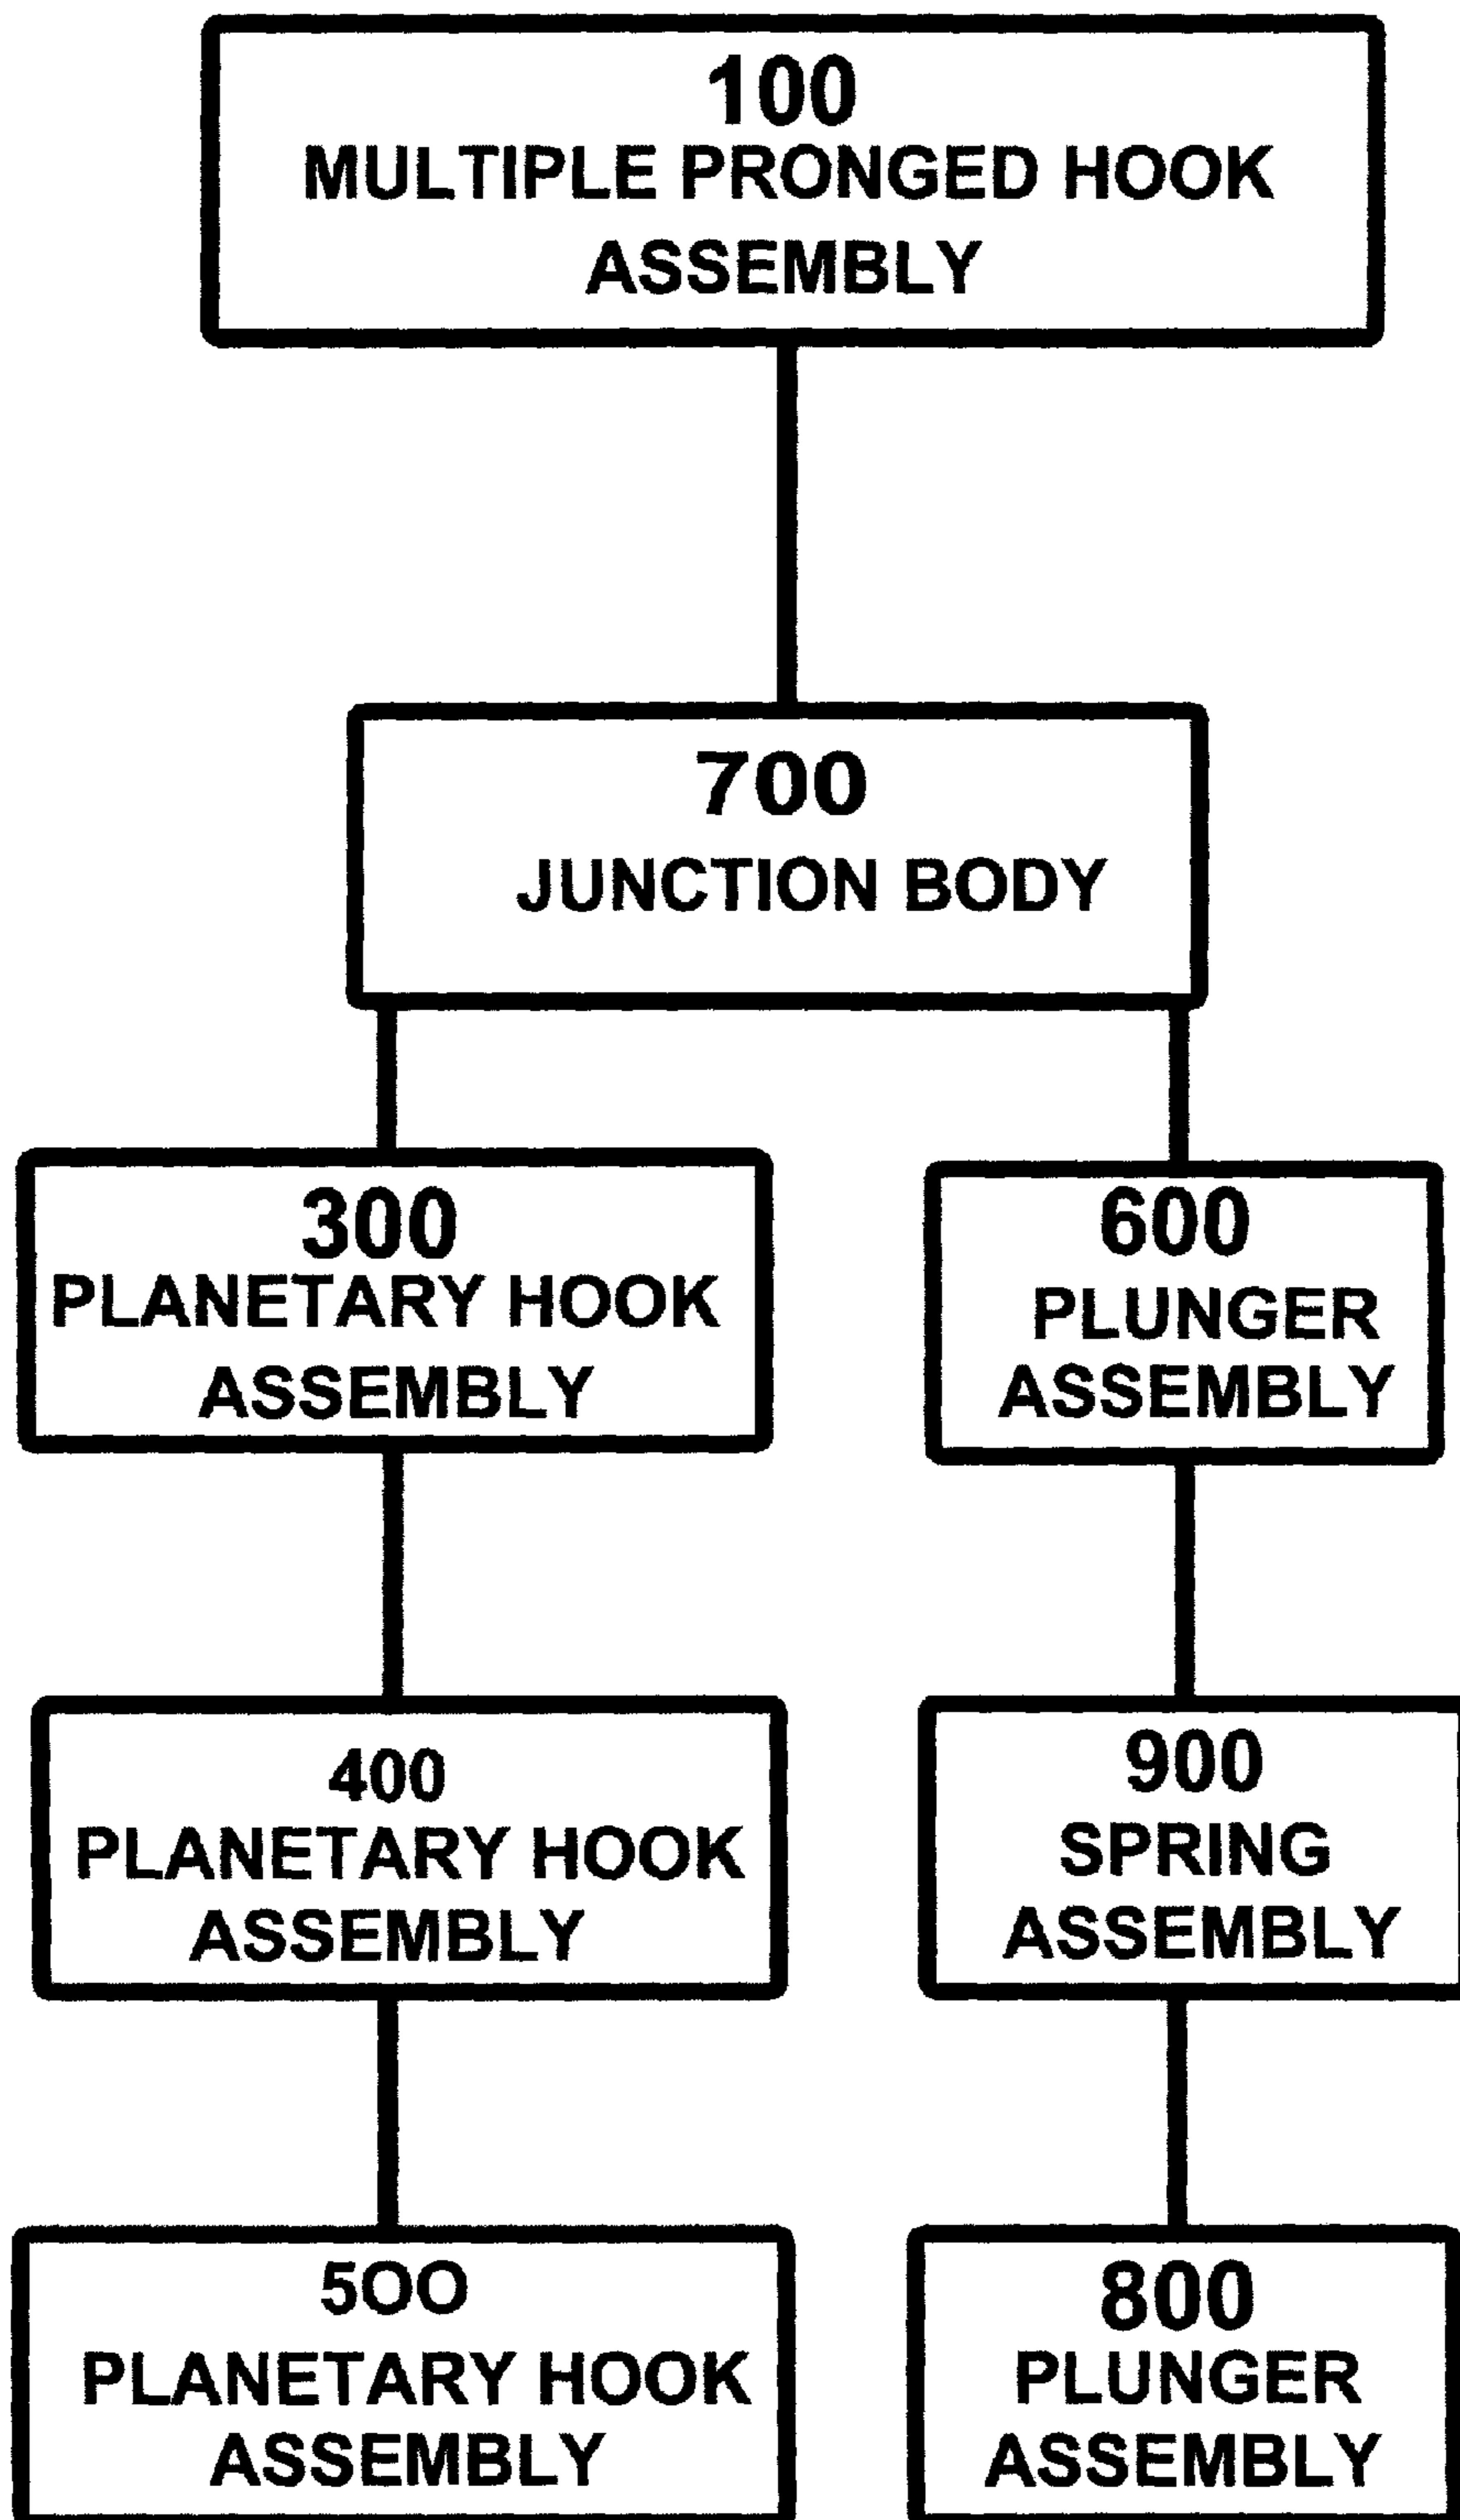 100
MULTIPLE PRONGED HOOK
ASSEMBLY
700
JUNCTION BODY
300
PLANETARY HOOK
ASSEMBLY
600
PLUNGER
ASSEMBLY
400
PLANETARY HOOK
ASSEMBLY
900
SPRING
ASSEMBLY
500
PLANETARY HOOK
ASSEMBLY
800
PLUNGER
ASSEMBLY